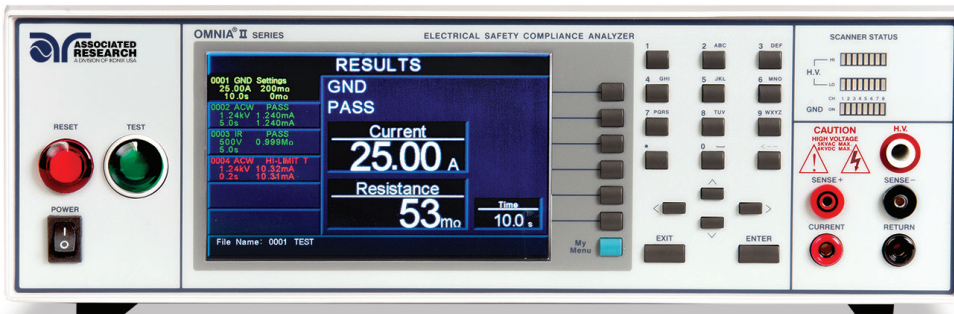 ASSOCIATED
RESEARCH
A DIVISION OF IKONIX USA
RESET
TEST
POWER
OMNIA® II SERIES
ELECTRICAL SAFETY COMPLIANCE ANALYZER
RESULTS
0001 GND Settings
25.00A 200mΩ
10.0s 0mΩ
0002 ACW PASS
1.24kV 1.240mA
5.0s 1.240mA
0003 IR PASS
500V 0.999MΩ
5.0s
0004 ACW HI-LIMIT T
1.24kV 10.32mA
0.2s 10.31mA
GND
PASS
Current
25.00 A
Resistance
53mΩ
Time
10.0s
File Name: 0001 TEST
My
Menu
1
2 ABC
3 DEF
4 GHI
5 JKL
6 MNO
7 PQRS
8 TUV
9 WXYZ
0
EXIT
ENTER
SCANNER STATUS
HI
H.V.
LO
CH 1 2 3 4 5 6 7 8
GND ON
CAUTION
HIGH VOLTAGE
5KVAC MAX
6KVDC MAX
H.V.
SENSE+
SENSE−
CURRENT
RETURN